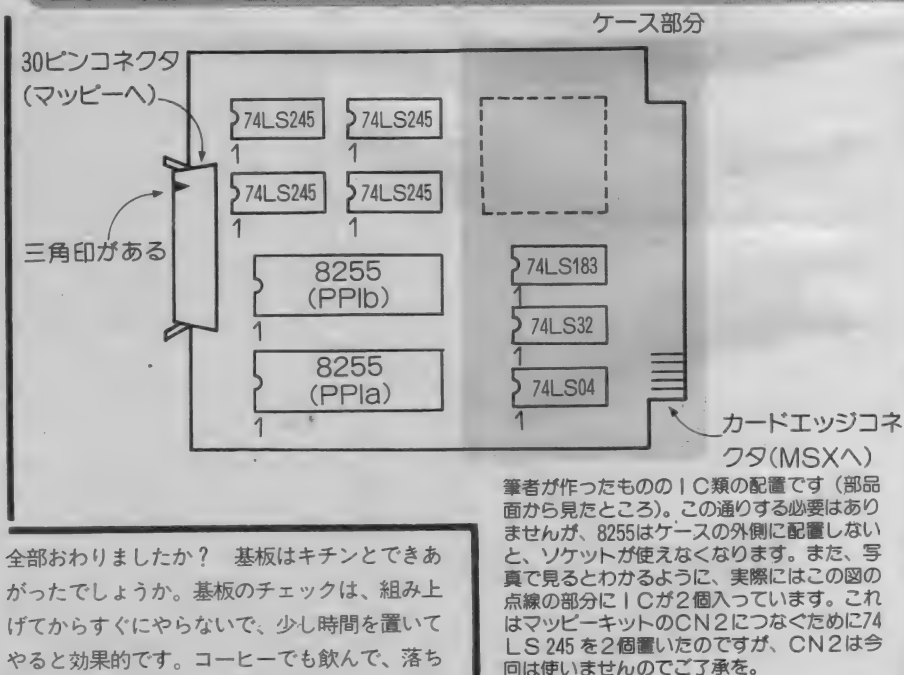 ケース部分
30ピンコネクタ
(マッピーへ)
74LS245
74LS245
1
1
74LS245
74LS245
1
1
三角印がある
8255
(PPIb)
1
8255
(PPIa)
1
74LS183
1
74LS32
1
74LS04
1
カードエッジコネ
クタ(MSXへ)
筆者が作ったもののIC類の配置です(部品
面から見たところ)。この通りする必要はあり
ませんが、8255はケースの外側に配置しない
と、ソケットが使えなくなります。また、写
真で見るとわかるように、実際にはこの図の
点線の部分にICが2個入っています。これ
はマッピーキットのCN2につなぐために74
LS245を2個置いたのですが、CN2は今
回は使いませんのでご了承を。
全部おわりましたか? 基板はキチンとできあ
がったでしょうか。基板のチェックは、組み上
げてからすぐにやらないで、少し時間を置いて
やると効果的です。コーヒーでも飲んで、落ち